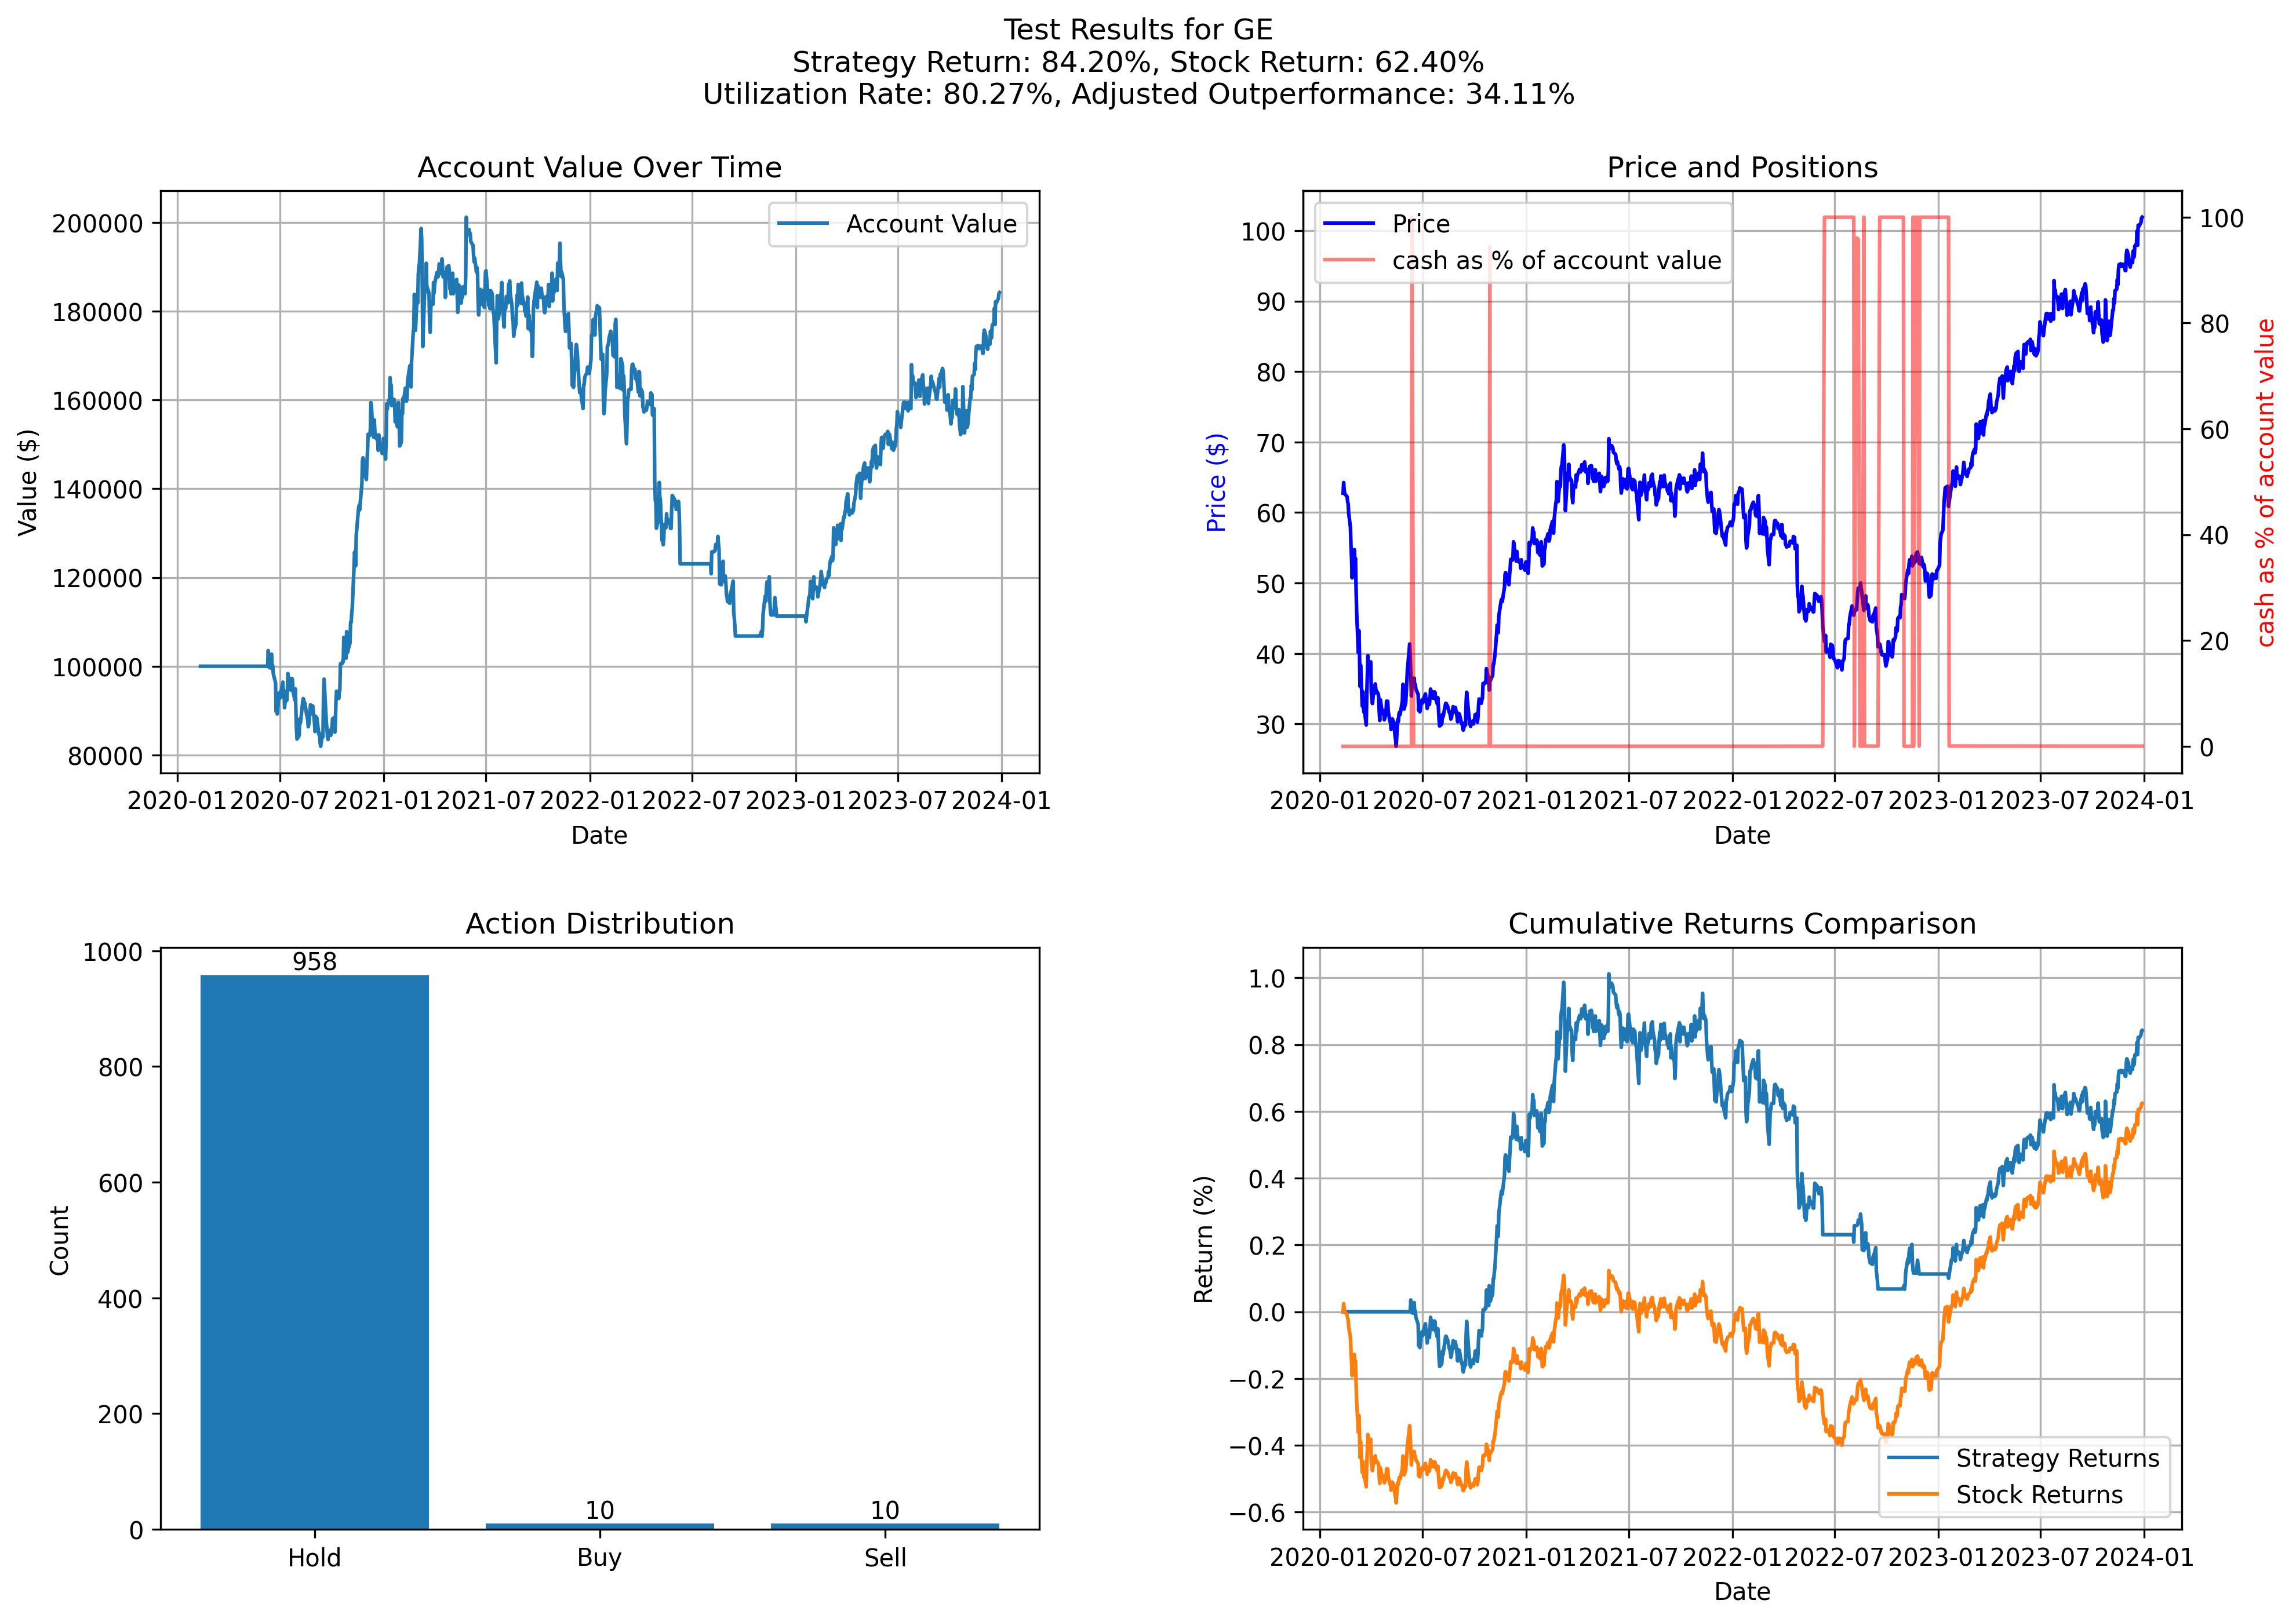 Test Results for GE
Strategy Return: 84.20%, Stock Return: 62.40%
Utilization Rate: 80.27%, Adjusted Outperformance: 34.11%
Account Value Over Time
Account Value
200000
180000
160000
140000
120000
100000
80000
Value ($)
2020-01 2020-07 2021-01 2021-07 2022-01 2022-07 2023-01 2023-07 2024-01
Date
Price and Positions
Price
cash as % of account value
100
90
80
70
60
50
40
30
Price ($)
100
80
60
40
20
0
cash as % of account value
2020-01 2020-07 2021-01 2021-07 2022-01 2022-07 2023-01 2023-07 2024-01
Date
Action Distribution
1000
800
600
400
200
0
Count
958
10
10
Hold Buy Sell
Cumulative Returns Comparison
1.0
0.8
0.6
0.4
0.2
0.0
−0.2
−0.4
−0.6
Return (%)
Strategy Returns
Stock Returns
2020-01 2020-07 2021-01 2021-07 2022-01 2022-07 2023-01 2023-07 2024-01
Date